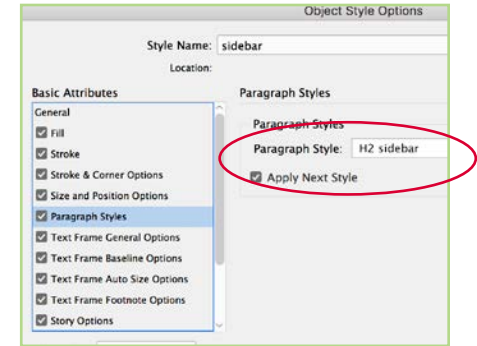 Object Style Options
Style Name: sidebar
Location:
Basic Attributes
Paragraph Styles
General
Fill
Stroke
Stroke & Corner Options
Size and Position Options
Paragraph Styles
Text Frame General Options
Text Frame Baseline Options
Text Frame Auto Size Options
Text Frame Footnote Options
Story Options
Paragraph Styles
Paragraph Style: H2 sidebar
Apply Next Style